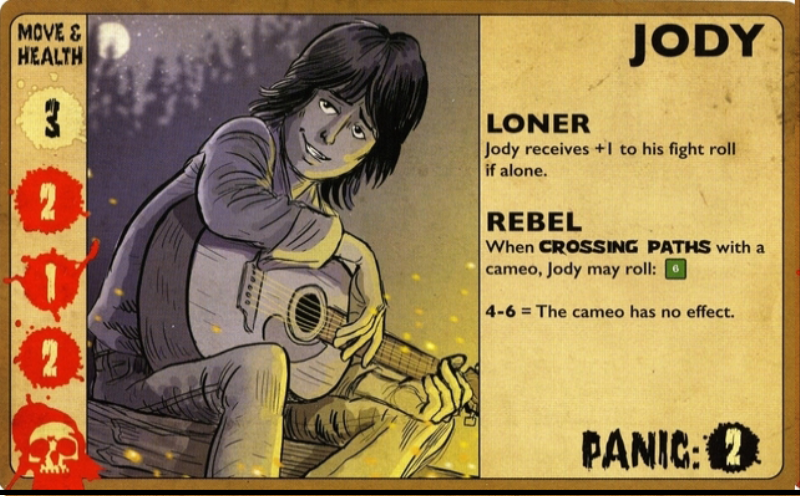 MOVE &
HEALTH
JODY
3
2
1
2
LONER
Jody receives +1 to his fight roll
if alone.
REBEL
When CROSSING PATHS with a
cameo, Jody may roll: 6
4-6 = The cameo has no effect.
PANIC: 2